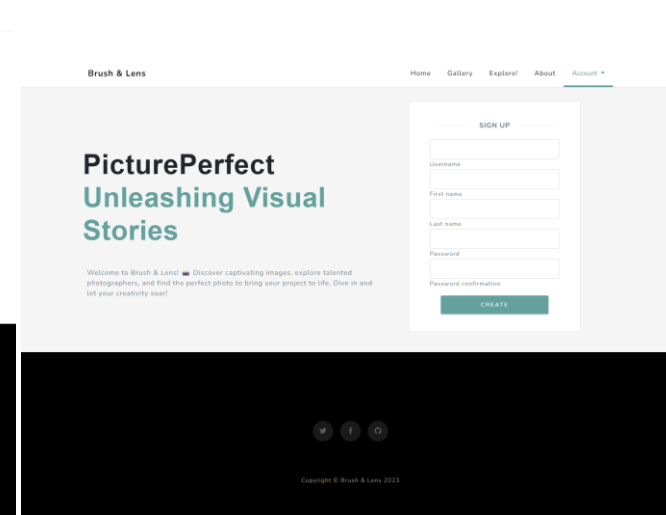 Brush & Lens
Home Gallery Explore! About Account
SIGN UP
PicturePerfect
Unleashing Visual
Stories
Welcome to Brush & Lens! 📷 Discover captivating images, explore talented
photographers, and find the perfect photo to bring your project to life. Dive in and
let your creativity soar!
Username
First name
Last name
Password
Password confirmation
CREATE
Copyright © Brush & Lens 2023